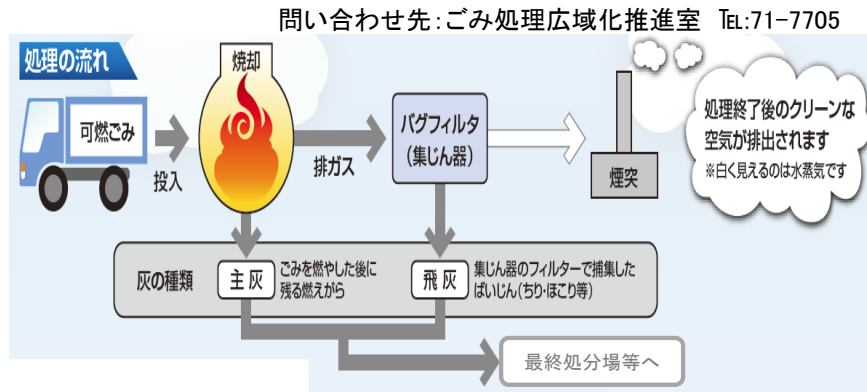 問い合わせ先:ごみ処理広域化推進室 ℡:71-7705
処理の流れ
可燃ごみ
投入
焼却
排ガス
バグフィルタ
(集じん器)
煙突
処理終了後のクリーンな
空気が排出されます
※白く見えるのは水蒸気です
灰の種類
主灰
ごみを燃やした後に
残る燃えがら
飛灰
集じん器のフィルターで捕集した
ばいじん(ちり・ほこり等)
最終処分場等へ